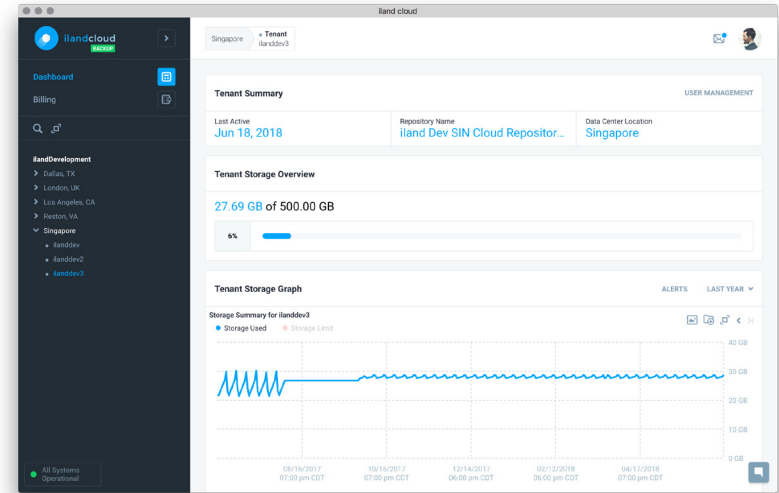 iland cloud
ilandcloud
BACKUP
Dashboard
Billing
ilandDevelopment
Dallas, TX
London, UK
Los Angeles, CA
Reston, VA
Singapore
ilanddev
ilanddev2
ilanddev3
All Systems
Operational
Singapore
Tenant
ilanddev3
Tenant Summary
USER MANAGEMENT
Last Active
Jun 18, 2018
Repository Name
iland Dev SIN Cloud Repositor...
Data Center Location
Singapore
Tenant Storage Overview
27.69 GB of 500.00 GB
6%
Tenant Storage Graph
ALERTS
LAST YEAR
Storage Summary for ilanddev3
Storage Used
Storage Limit
40 GB
30 GB
20 GB
10 GB
0 GB
08/16/2017
07:00 pm CDT
10/16/2017
07:00 pm CDT
12/14/2017
06:00 pm CDT
02/12/2018
06:00 pm CDT
04/17/2018
07:00 pm CDT